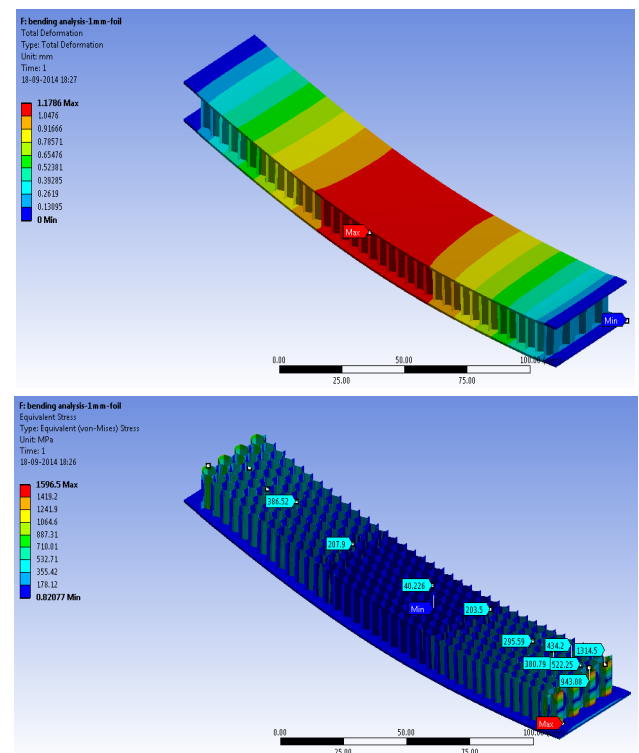 F: bending analysis-1mm-foil
Total Deformation
Type: Total Deformation
Unit: mm
Time: 1
18-09-2014 18:27
1.1786 Max
1.0476
0.91666
0.78571
0.65476
0.52381
0.39285
0.2619
0.13095
0 Min
Max
Min
0.00 50.00 100.00
25.00 75.00
F: bending analysis-1mm-foil
Equivalent Stress
Type: Equivalent (von-Mises) Stress
Unit: MPa
Time: 1
18-09-2014 18:26
1596.5 Max
1419.2
1241.9
1064.6
887.31
710.01
532.71
355.42
178.12
0.82077 Min
386.52
207.9
40.226
Min
203.5
295.59
434.2
1314.5
380.79
522.25
943.08
Max
0.00 50.00
25.00 75.00